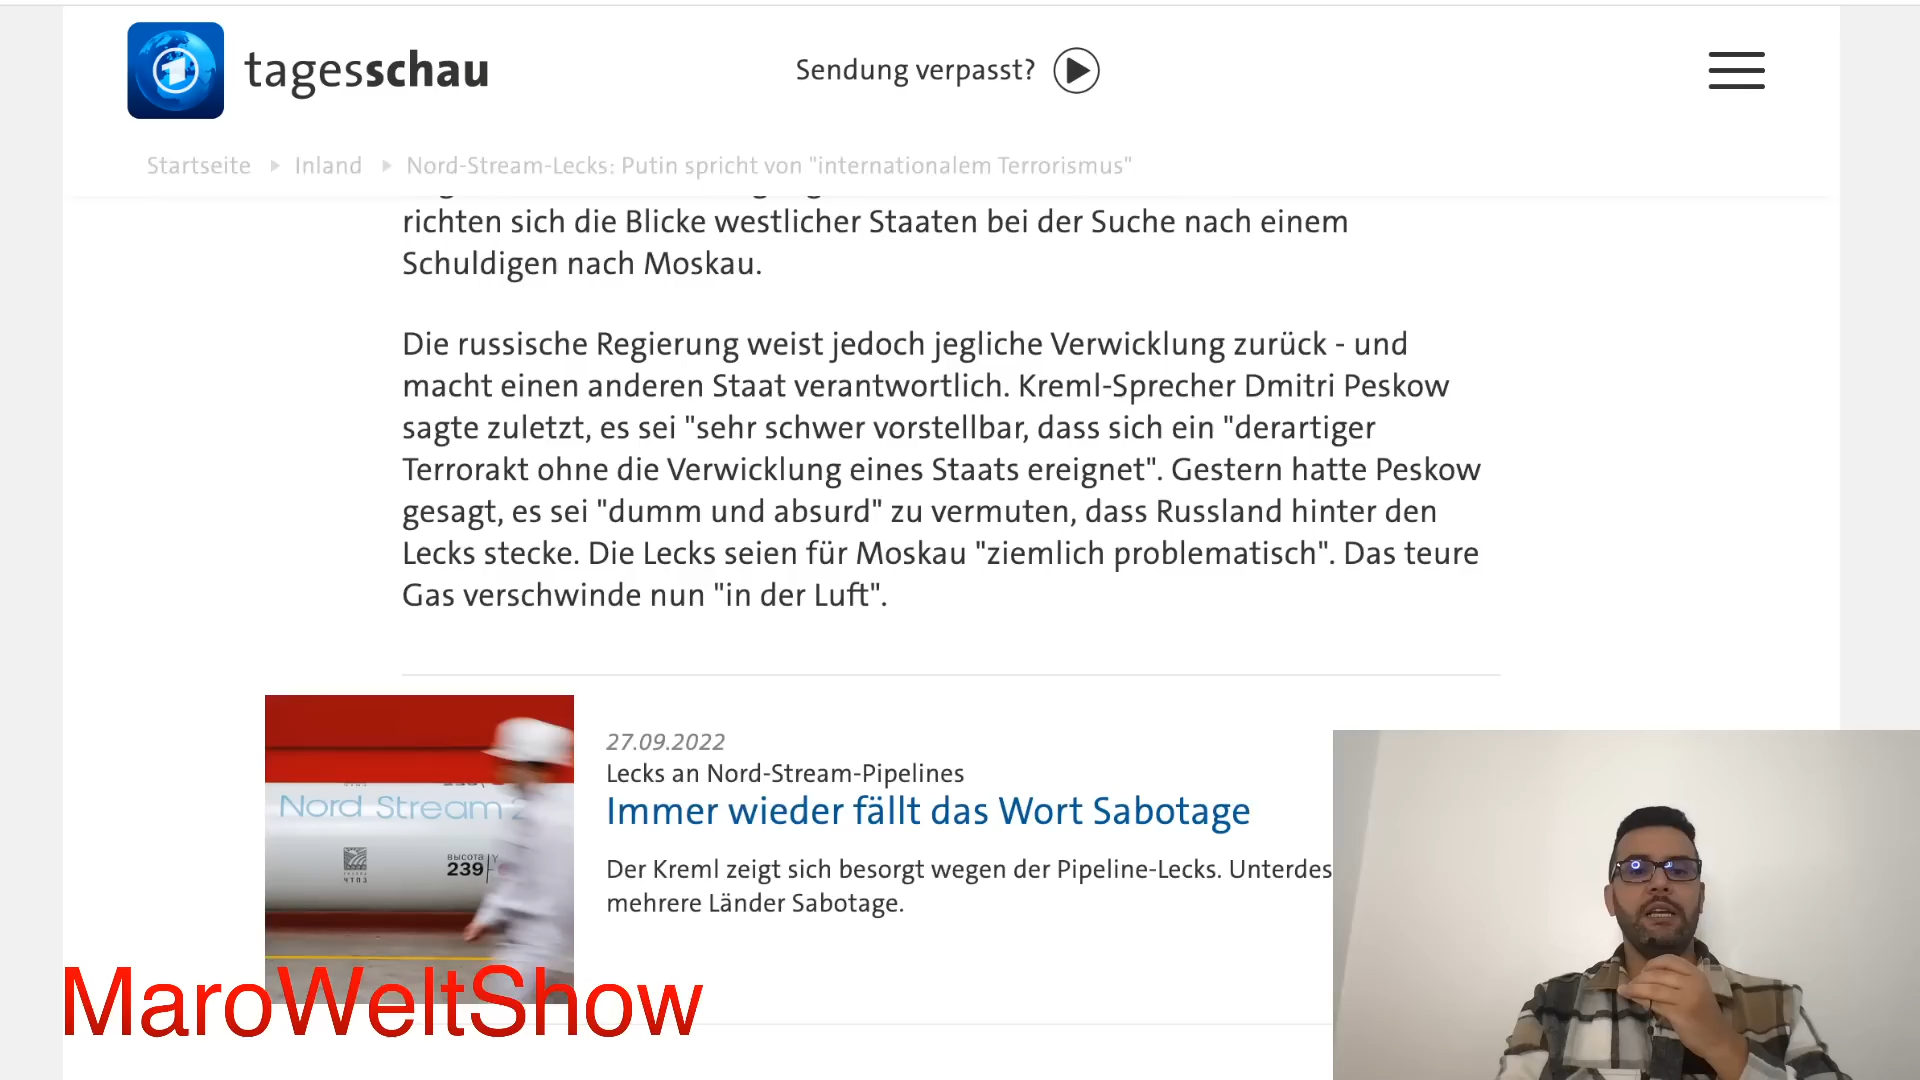 tagesschau
Sendung verpasst?
Startseite
Inland
Nord-Stream-Lecks: Putin spricht von "internationalem Terrorismus"
richten sich die Blicke westlicher Staaten bei der Suche nach einem
Schuldigen nach Moskau.
Die russische Regierung weist jedoch jegliche Verwicklung zurück - und
macht einen anderen Staat verantwortlich. Kreml-Sprecher Dmitri Peskow
sagte zuletzt, es sei "sehr schwer vorstellbar, dass sich ein "derartiger
Terrorakt ohne die Verwicklung eines Staats ereignet". Gestern hatte Peskow
gesagt, es sei "dumm und absurd" zu vermuten, dass Russland hinter den
Lecks stecke. Die Lecks seien für Moskau "ziemlich problematisch". Das teure
Gas verschwinde nun "in der Luft".
27.09.2022
Lecks an Nord-Stream-Pipelines
Immer wieder fällt das Wort Sabotage
Der Kreml zeigt sich besorgt wegen der Pipeline-Lecks. Unterdes
mehrere Länder Sabotage.
Nord Stream 2
ВЫСОТА
239
ЧТПЗ
MaroWeltShow